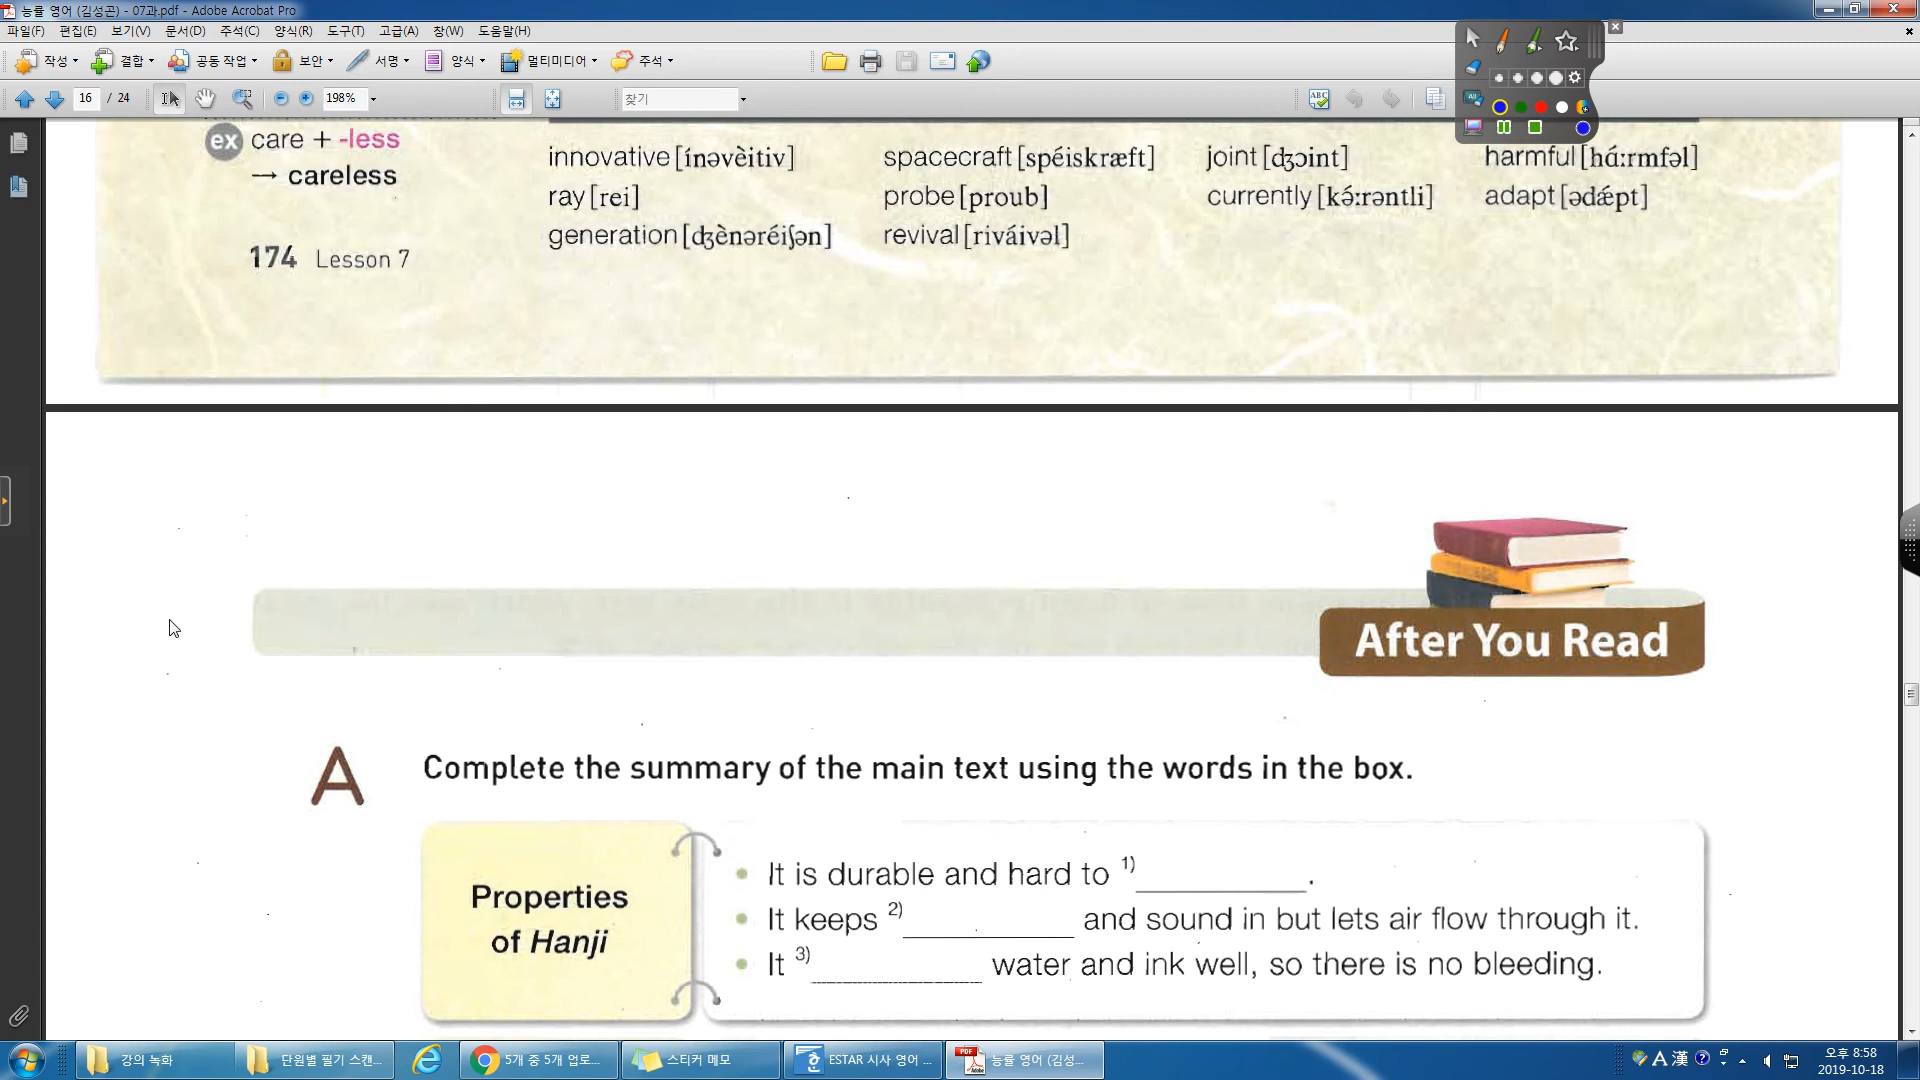 능률 영어 (김성곤) - 07과.pdf - Adobe Acrobat Pro
파일(F) 편집(E) 보기(V) 문서(D) 주석(C) 양식(R) 도구(T) 고급(A) 창(W) 도움말(H)
작성 결합 공동 작업 보안 서명 양식 멀티미디어 주석
16 / 24 198% 찾기
ex care + -less
→ careless
174 Lesson 7
innovative [ínəvèitiv] spacecraft [spéiskræft] joint [dʒɔint] harmful [háːrmfəl]
ray [rei] probe [proub] currently [kə́ːrəntli] adapt [ədǽpt]
generation [dʒènəréiʃən] revival [riváivəl]
After You Read
A Complete the summary of the main text using the words in the box.
Properties
of Hanji
• It is durable and hard to 1) __________.
• It keeps 2) __________ and sound in but lets air flow through it.
• It 3) __________ water and ink well, so there is no bleeding.
강의 녹화 단원별 필기 스캔... 5개 중 5개 업로... 스티커 메모 ESTAR 시사 영어 ... 능률 영어 (김성...
A 漢
오후 8:58
2019-10-18